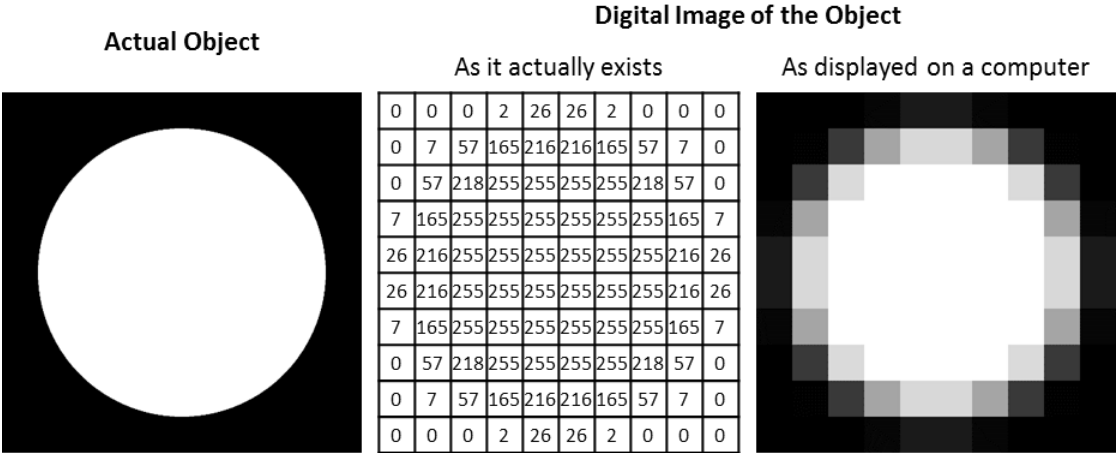 Digital Image of the Object
Actual Object
As it actually exists
As displayed on a computer
0 0 0 2 26 26 2 0 0 0
0 7 57 165 216 216 165 57 7 0
0 57 218 255 255 255 255 218 57 0
7 165 255 255 255 255 255 255 165 7
26 216 255 255 255 255 255 255 216 26
26 216 255 255 255 255 255 255 216 26
7 165 255 255 255 255 255 255 165 7
0 57 218 255 255 255 255 218 57 0
0 7 57 165 216 216 165 57 7 0
0 0 0 2 26 26 2 0 0 0